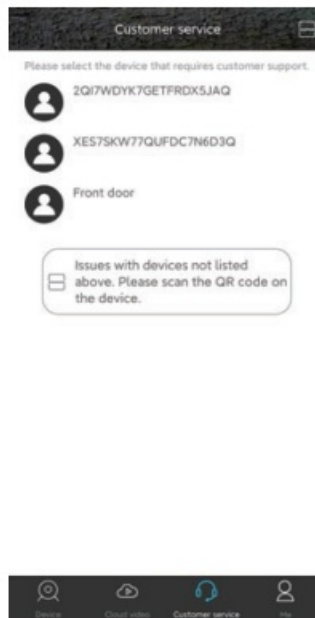 Customer service
Please select the device that requires customer support.
2QI7WDYK7GETFRDX5JAQ
XES7SKW77QUFDC7N6D3Q
Front door
Issues with devices not listed
above. Please scan the QR code on
the device.
Device
Cloud video
Customer service
Me